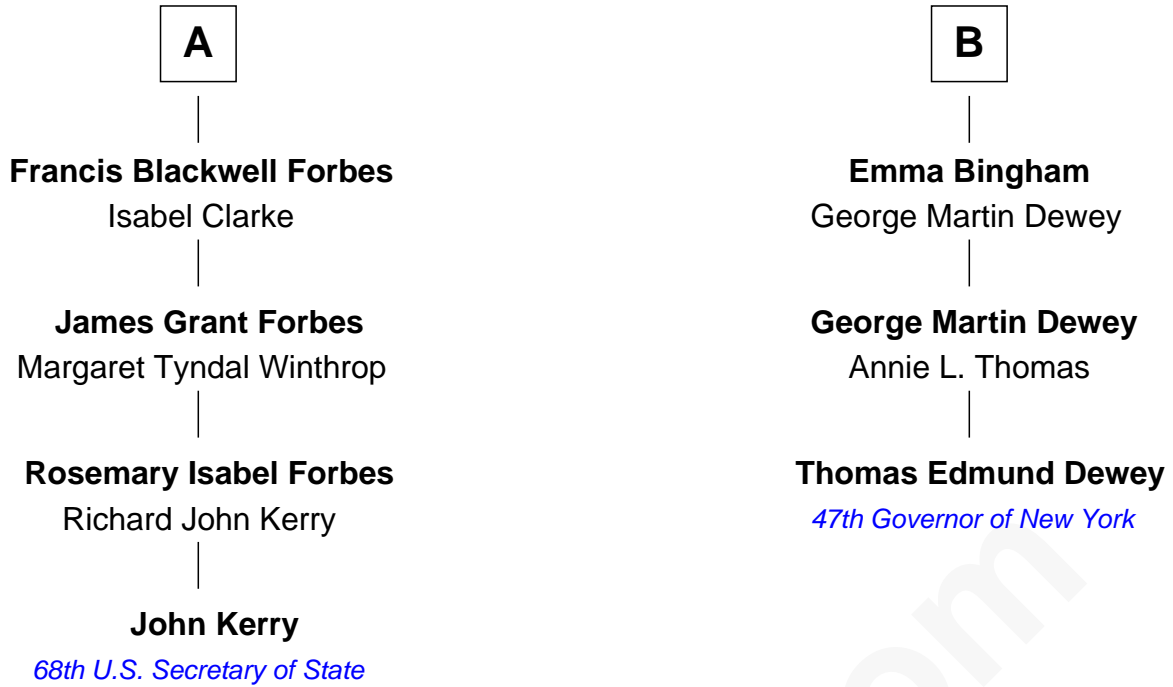 A
Francis Blackwell Forbes
Isabel Clarke
James Grant Forbes
Margaret Tyndal Winthrop
Rosemary Isabel Forbes
Richard John Kerry
John Kerry
68th U.S. Secretary of State
B
Emma Bingham
George Martin Dewey
George Martin Dewey
Annie L. Thomas
Thomas Edmund Dewey
47th Governor of New York
om